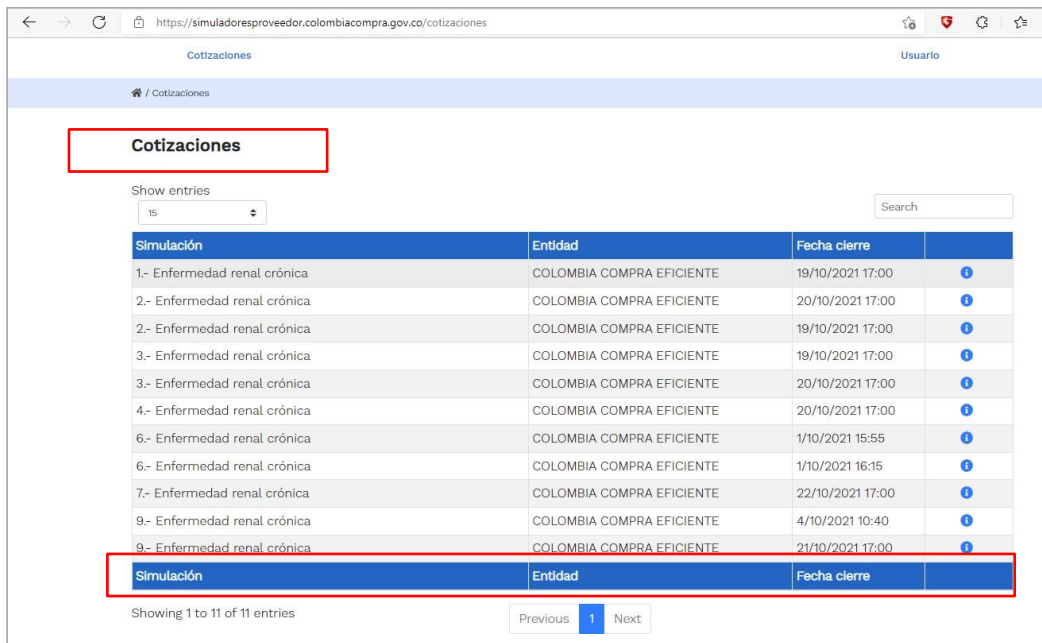 https://simuladoresproveedor.colombiacompra.gov.co/cotizaciones
Cotizaciones Usuario
/ Cotizaciones
Cotizaciones
Show entries
15 Search
Simulación Entidad Fecha cierre
1.- Enfermedad renal crónica COLOMBIA COMPRA EFICIENTE 19/10/2021 17:00
2.- Enfermedad renal crónica COLOMBIA COMPRA EFICIENTE 20/10/2021 17:00
2.- Enfermedad renal crónica COLOMBIA COMPRA EFICIENTE 19/10/2021 17:00
3.- Enfermedad renal crónica COLOMBIA COMPRA EFICIENTE 19/10/2021 17:00
3.- Enfermedad renal crónica COLOMBIA COMPRA EFICIENTE 20/10/2021 17:00
4.- Enfermedad renal crónica COLOMBIA COMPRA EFICIENTE 20/10/2021 17:00
6.- Enfermedad renal crónica COLOMBIA COMPRA EFICIENTE 1/10/2021 15:55
6.- Enfermedad renal crónica COLOMBIA COMPRA EFICIENTE 1/10/2021 16:15
7.- Enfermedad renal crónica COLOMBIA COMPRA EFICIENTE 22/10/2021 17:00
9.- Enfermedad renal crónica COLOMBIA COMPRA EFICIENTE 4/10/2021 10:40
9.- Enfermedad renal crónica COLOMBIA COMPRA EFICIENTE 21/10/2021 17:00
Simulación Entidad Fecha cierre
Showing 1 to 11 of 11 entries Previous 1 Next